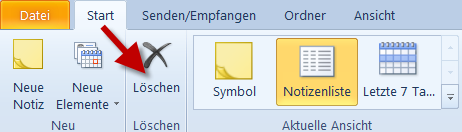 Datei Start Senden/Empfangen Ordner Ansicht
Neue Notiz
Neue Elemente
Löschen
Symbol Notizenliste Letzte 7 Ta...
Neu Löschen Aktuelle Ansicht